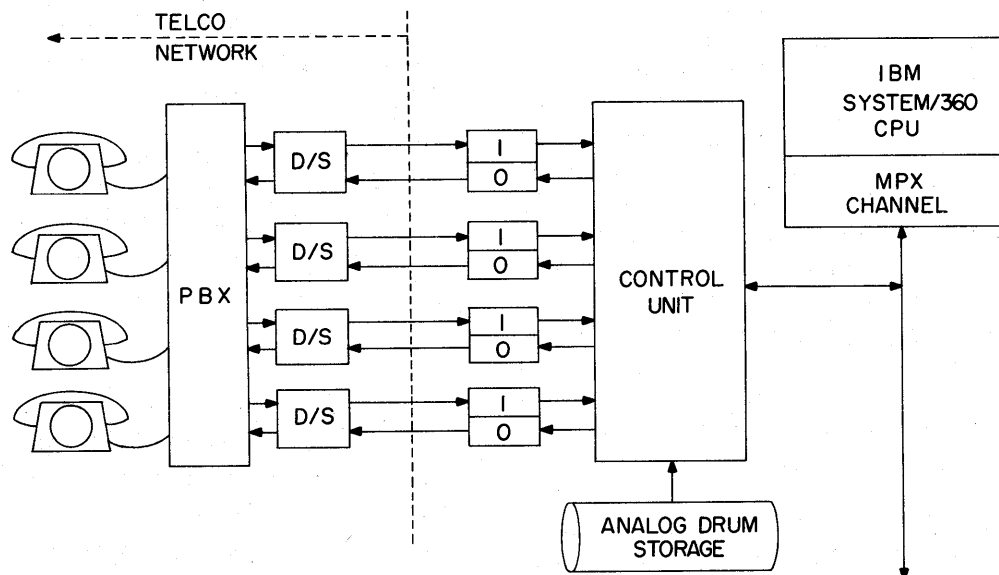 TELCO
NETWORK
IBM
SYSTEM/360
CPU
MPX
CHANNEL
PBX
D/S
I
O
D/S
I
O
D/S
I
O
D/S
I
O
CONTROL
UNIT
ANALOG DRUM
STORAGE